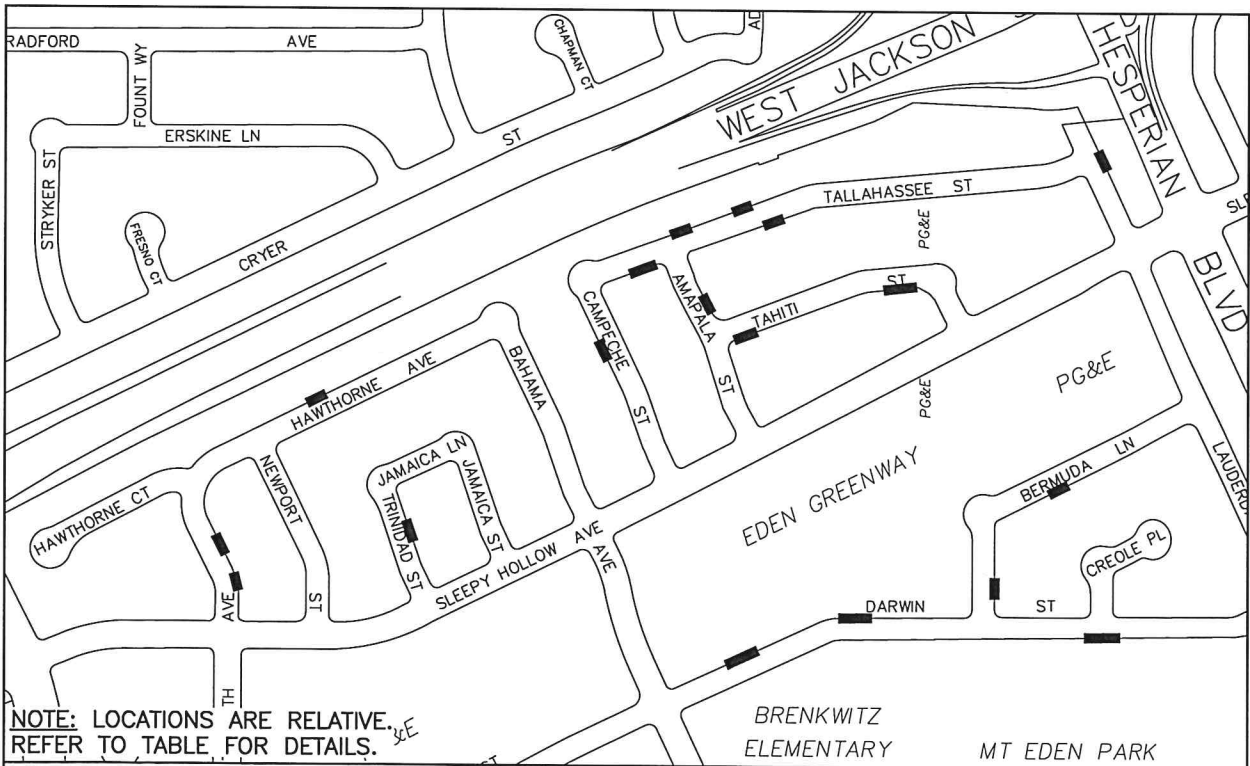 RADFORD AVE
FOUNT WY
CHAPMAN CT
AD
ERSKINE LN
STRYKER ST
FRESNO CT
CRYER ST
WEST JACKSON
HESPERIAN
BLVD
TALLAHASSEE ST
PG&E
CAMPECHE ST
AMAPALA ST
TAHITI ST
HAWTHORNE AVE
BAHAMA AVE
PG&E
PG&E
HAWTHORNE CT
NEWPORT ST
JAMAICA LN
JAMAICA ST
TRINIDAD ST
SLEEPY HOLLOW AVE
EDEN GREENWAY
BERMUDA LN
LAUDERD
CREOLE PL
DARWIN ST
AVE
TH
&E
ST
BRENKWITZ
ELEMENTARY
MT EDEN PARK
NOTE: LOCATIONS ARE RELATIVE.
REFER TO TABLE FOR DETAILS.